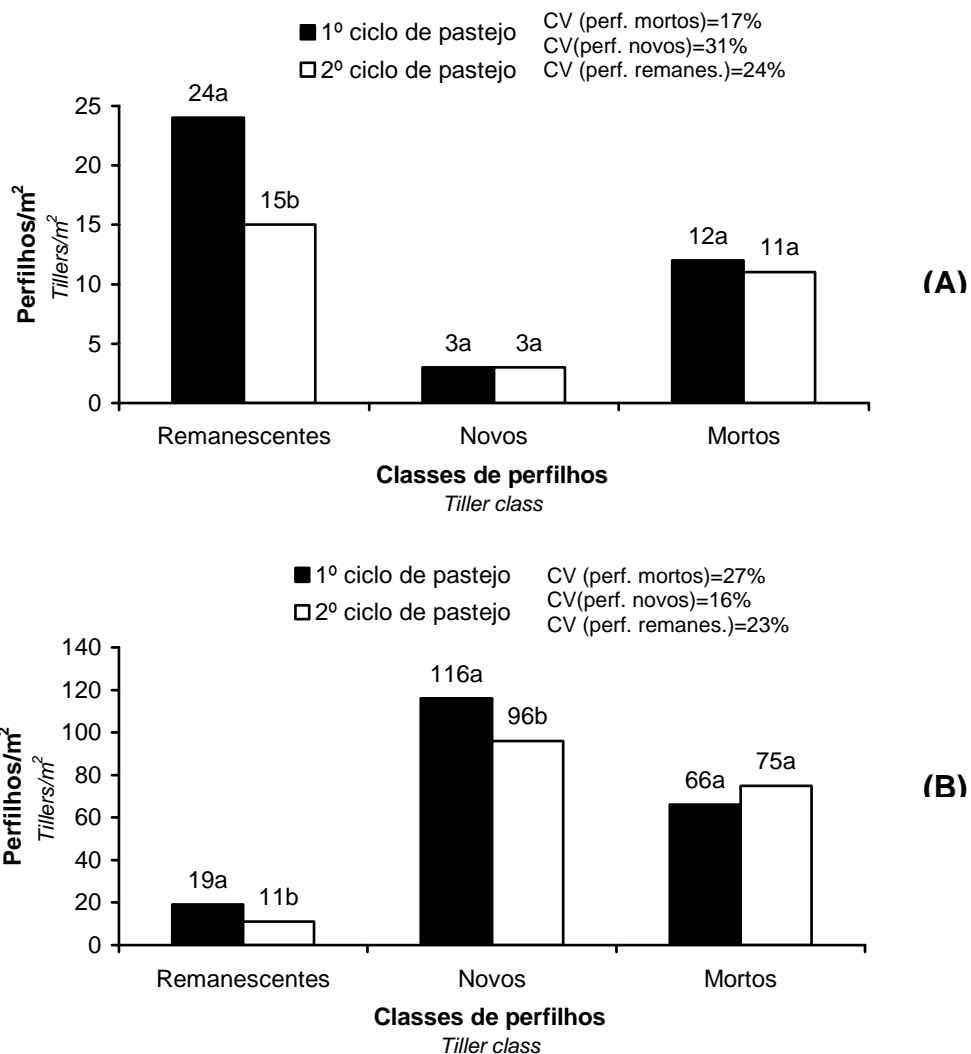 1º ciclo de pastejo
2º ciclo de pastejo
CV (perf. mortos)=17%
CV(perf. novos)=31%
CV (perf. remanes.)=24%
24a
15b
3a
3a
12a
11a
25
20
15
10
5
0
Perfilhos/m²
Tillers/m²
Remanescentes
Novos
Mortos
Classes de perfilhos
Tiller class
(A)
1º ciclo de pastejo
2º ciclo de pastejo
CV (perf. mortos)=27%
CV(perf. novos)=16%
CV (perf. remanes.)=23%
140
120
100
80
60
40
20
0
Perfilhos/m²
Tillers/m²
19a
11b
116a
96b
66a
75a
Remanescentes
Novos
Mortos
Classes de perfilhos
Tiller class
(B)